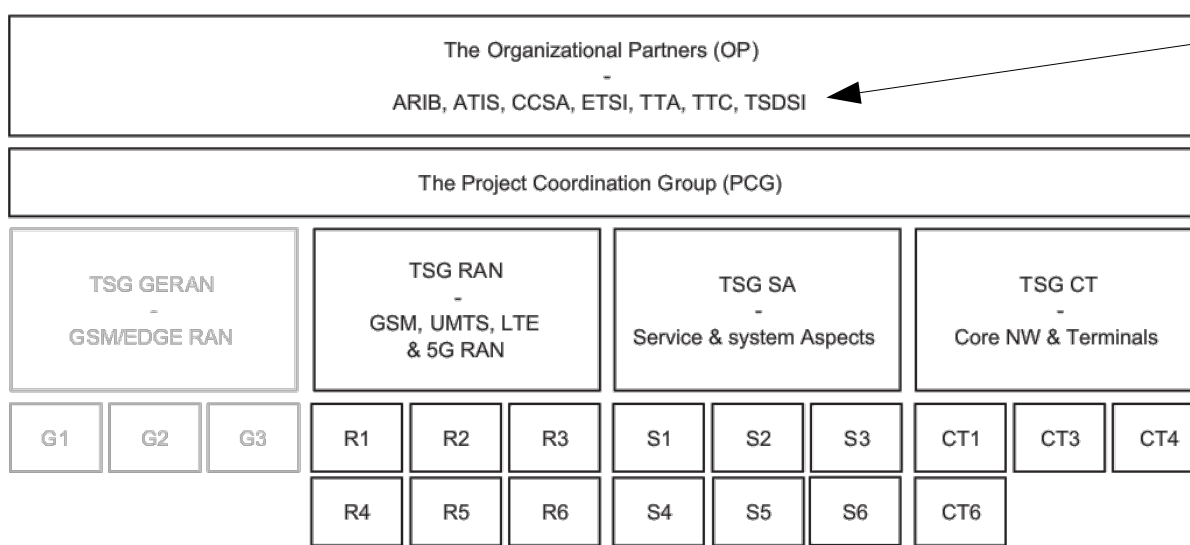 The Organizational Partners (OP)
-
ARIB, ATIS, CCSA, ETSI, TTA, TTC, TSDSI
The Project Coordination Group (PCG)
TSG GERAN
-
GSM/EDGE RAN
TSG RAN
-
GSM, UMTS, LTE
& 5G RAN
TSG SA
-
Service & system Aspects
TSG CT
-
Core NW & Terminals
G1
G2
G3
R1
R2
R3
S1
S2
S3
CT1
CT3
CT4
R4
R5
R6
S4
S5
S6
CT6